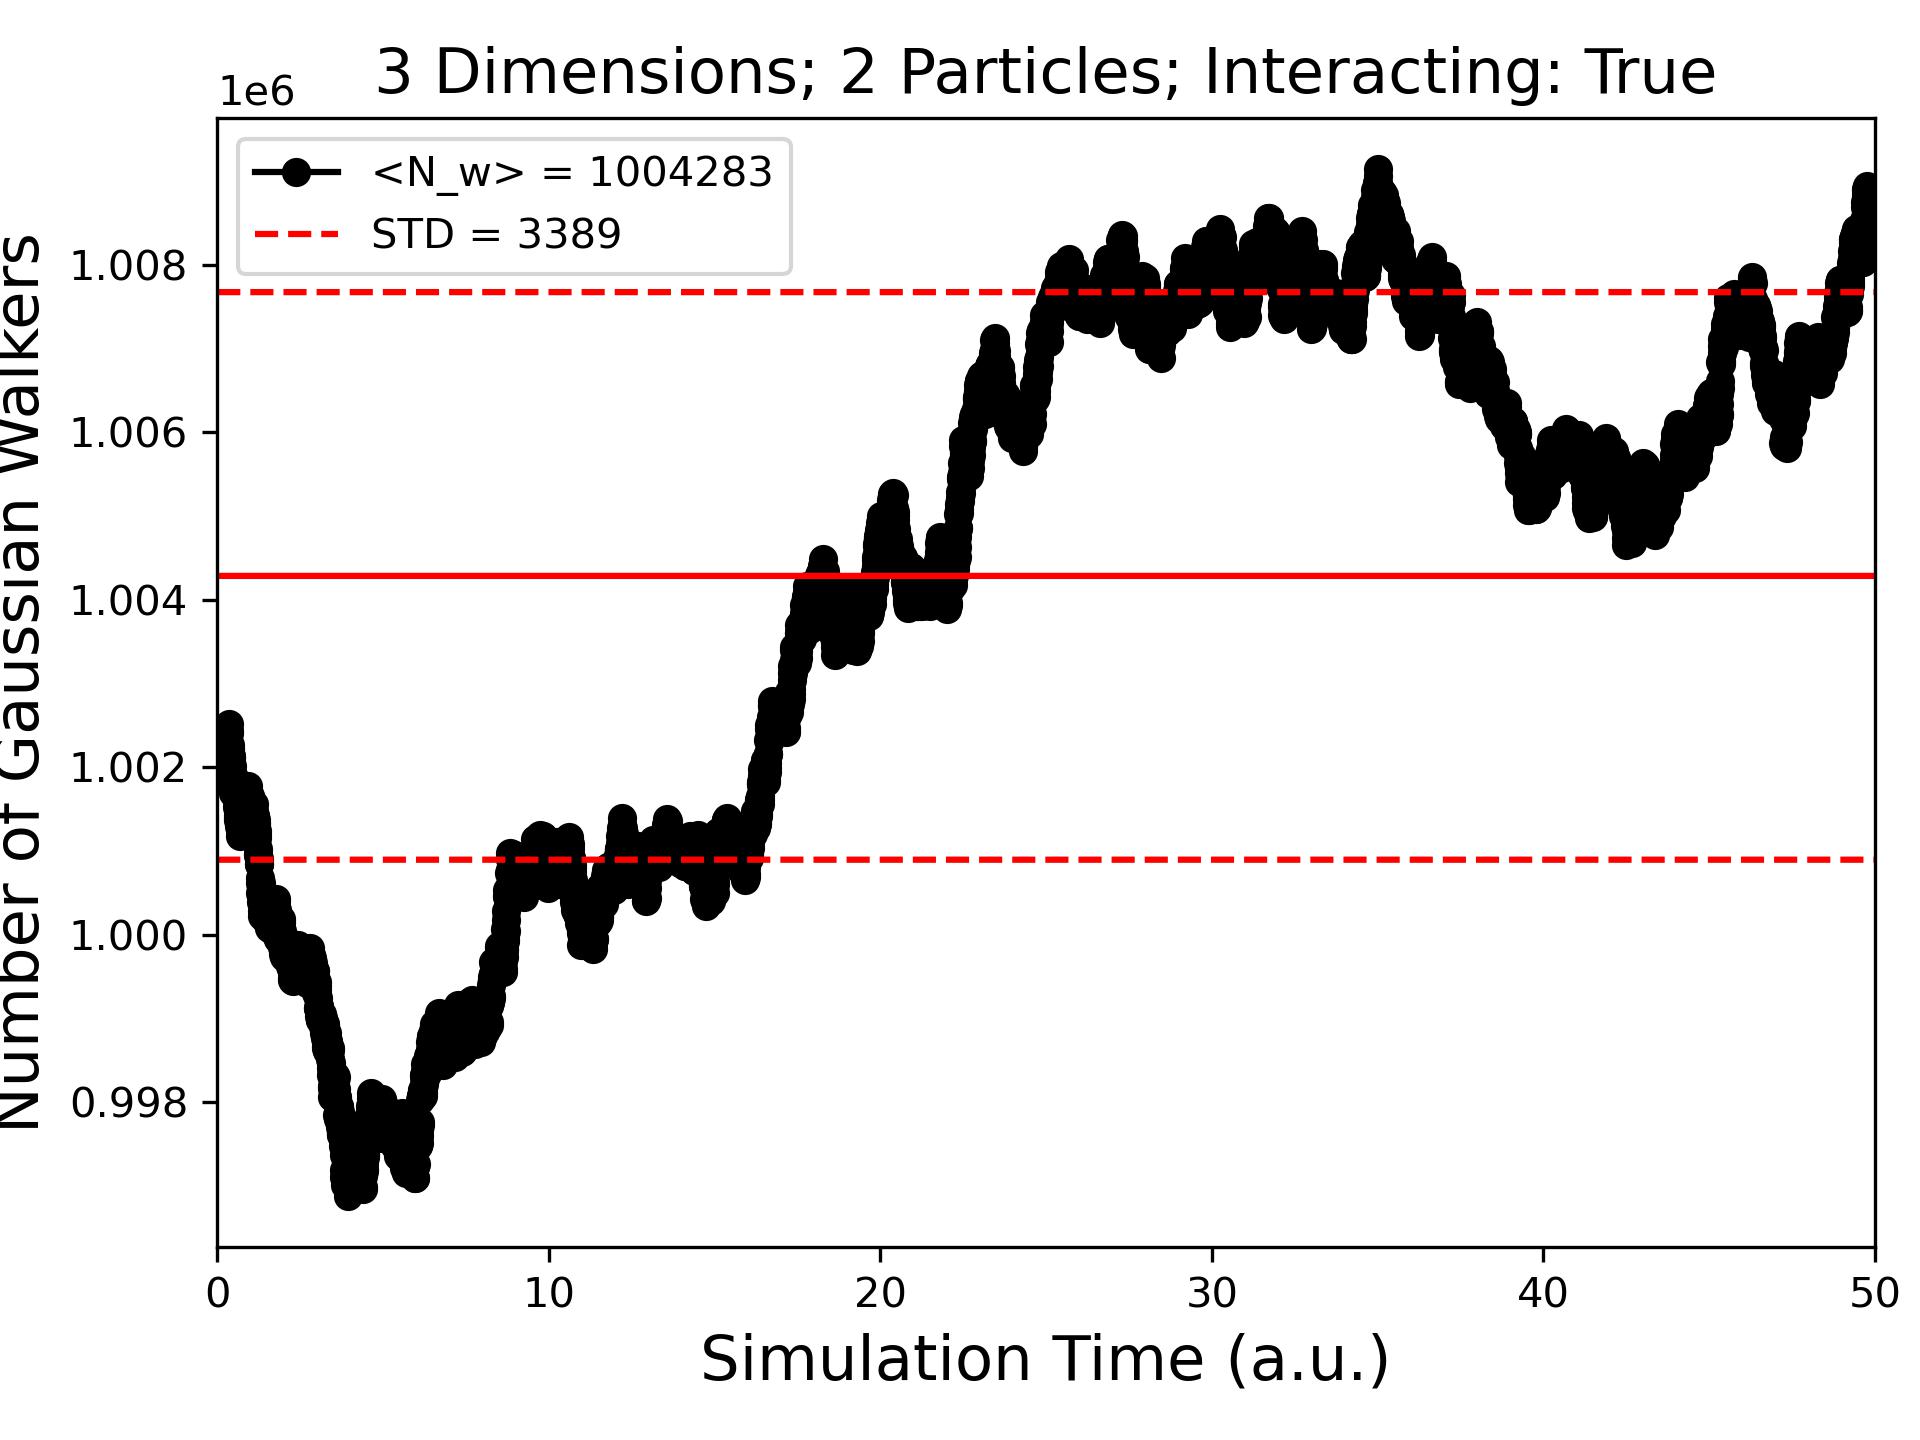 3 Dimensions; 2 Particles; Interacting: True
1e6
<N_w> = 1004283
STD = 3389
Number of Gaussian Walkers
1.008
1.006
1.004
1.002
1.000
0.998
0 10 20 30 40 50
Simulation Time (a.u.)